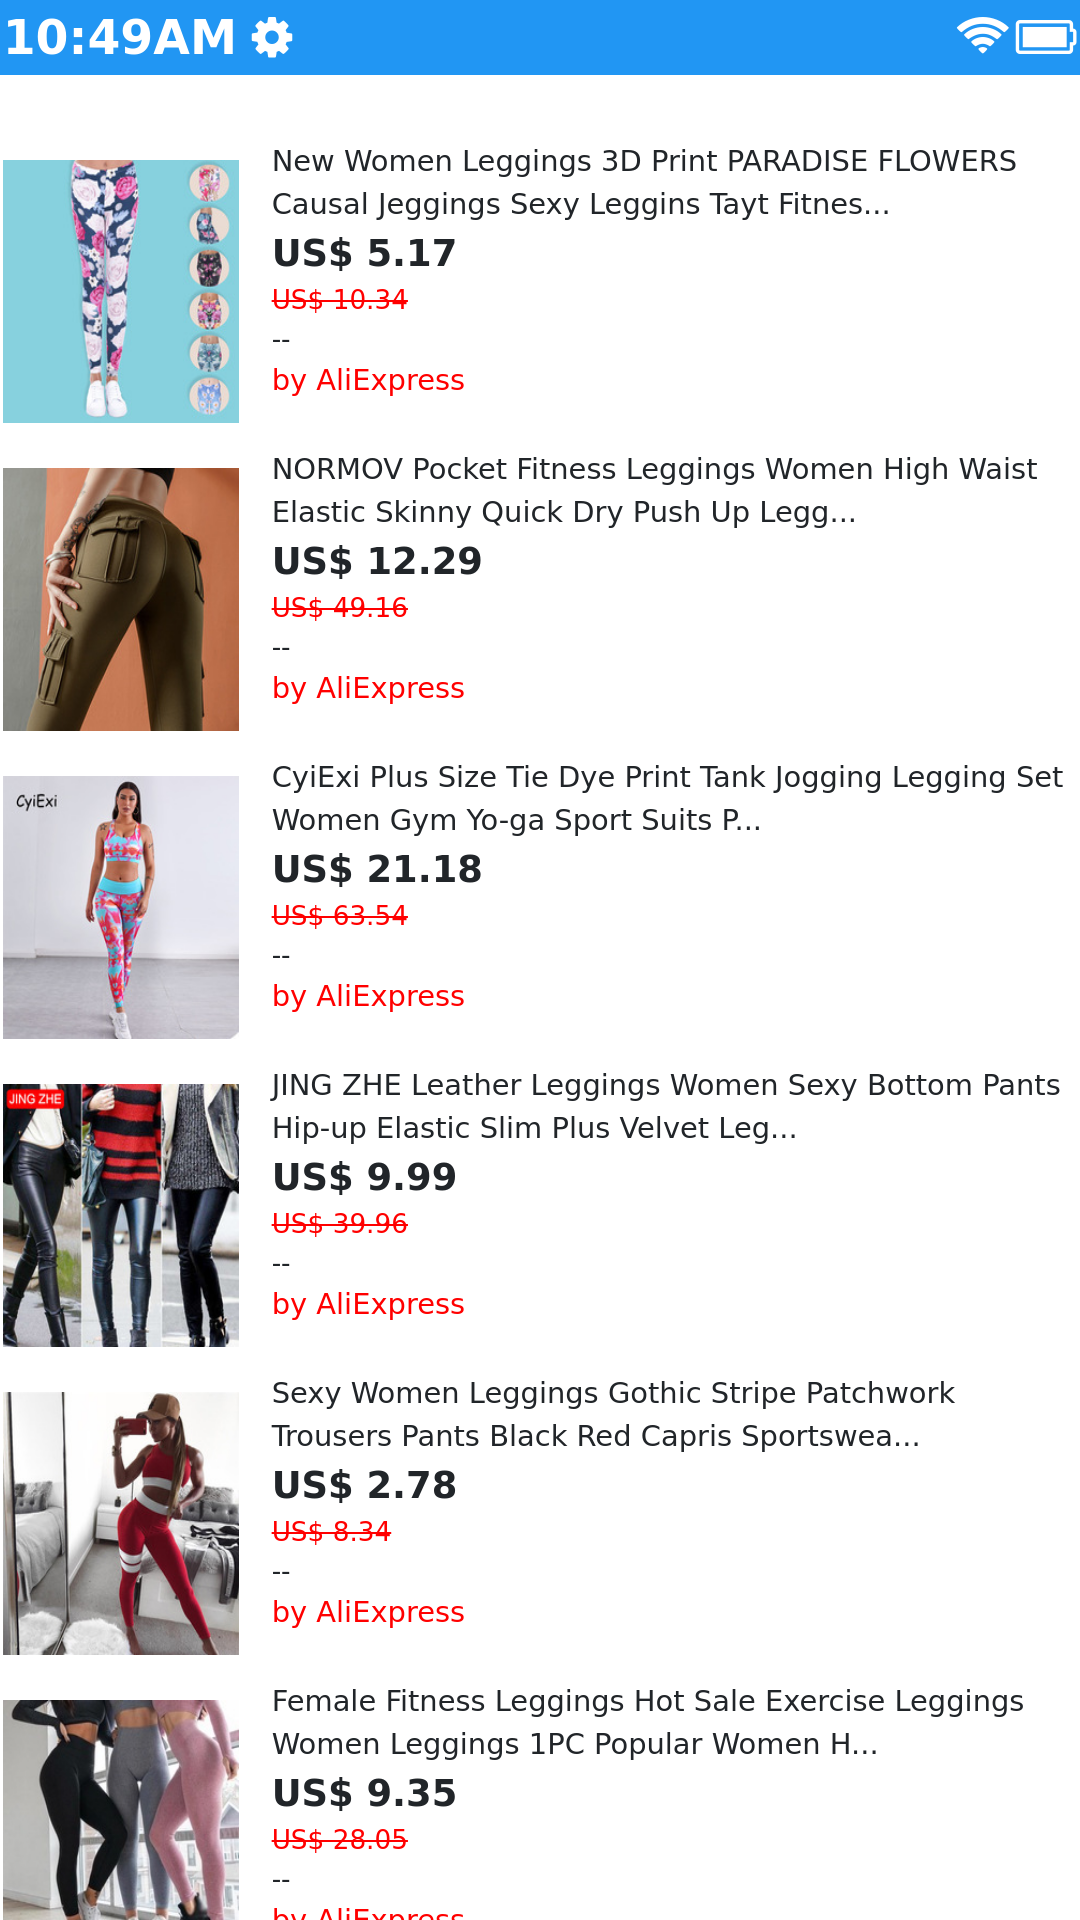 10:49AM
New Women Leggings 3D Print PARADISE FLOWERS
Causal Jeggings Sexy Leggins Tayt Fitnes...
US$ 5.17
US$ 10.34
--
by AliExpress
NORMOV Pocket Fitness Leggings Women High Waist
Elastic Skinny Quick Dry Push Up Legg...
US$ 12.29
US$ 49.16
--
by AliExpress
CyiExi
CyiExi Plus Size Tie Dye Print Tank Jogging Legging Set
Women Gym Yo-ga Sport Suits P...
US$ 21.18
US$ 63.54
--
by AliExpress
JING ZHE
JING ZHE Leather Leggings Women Sexy Bottom Pants
Hip-up Elastic Slim Plus Velvet Leg...
US$ 9.99
US$ 39.96
--
by AliExpress
Sexy Women Leggings Gothic Stripe Patchwork
Trousers Pants Black Red Capris Sportswea...
US$ 2.78
US$ 8.34
--
by AliExpress
Female Fitness Leggings Hot Sale Exercise Leggings
Women Leggings 1PC Popular Women H...
US$ 9.35
US$ 28.05
--
by AliExpress